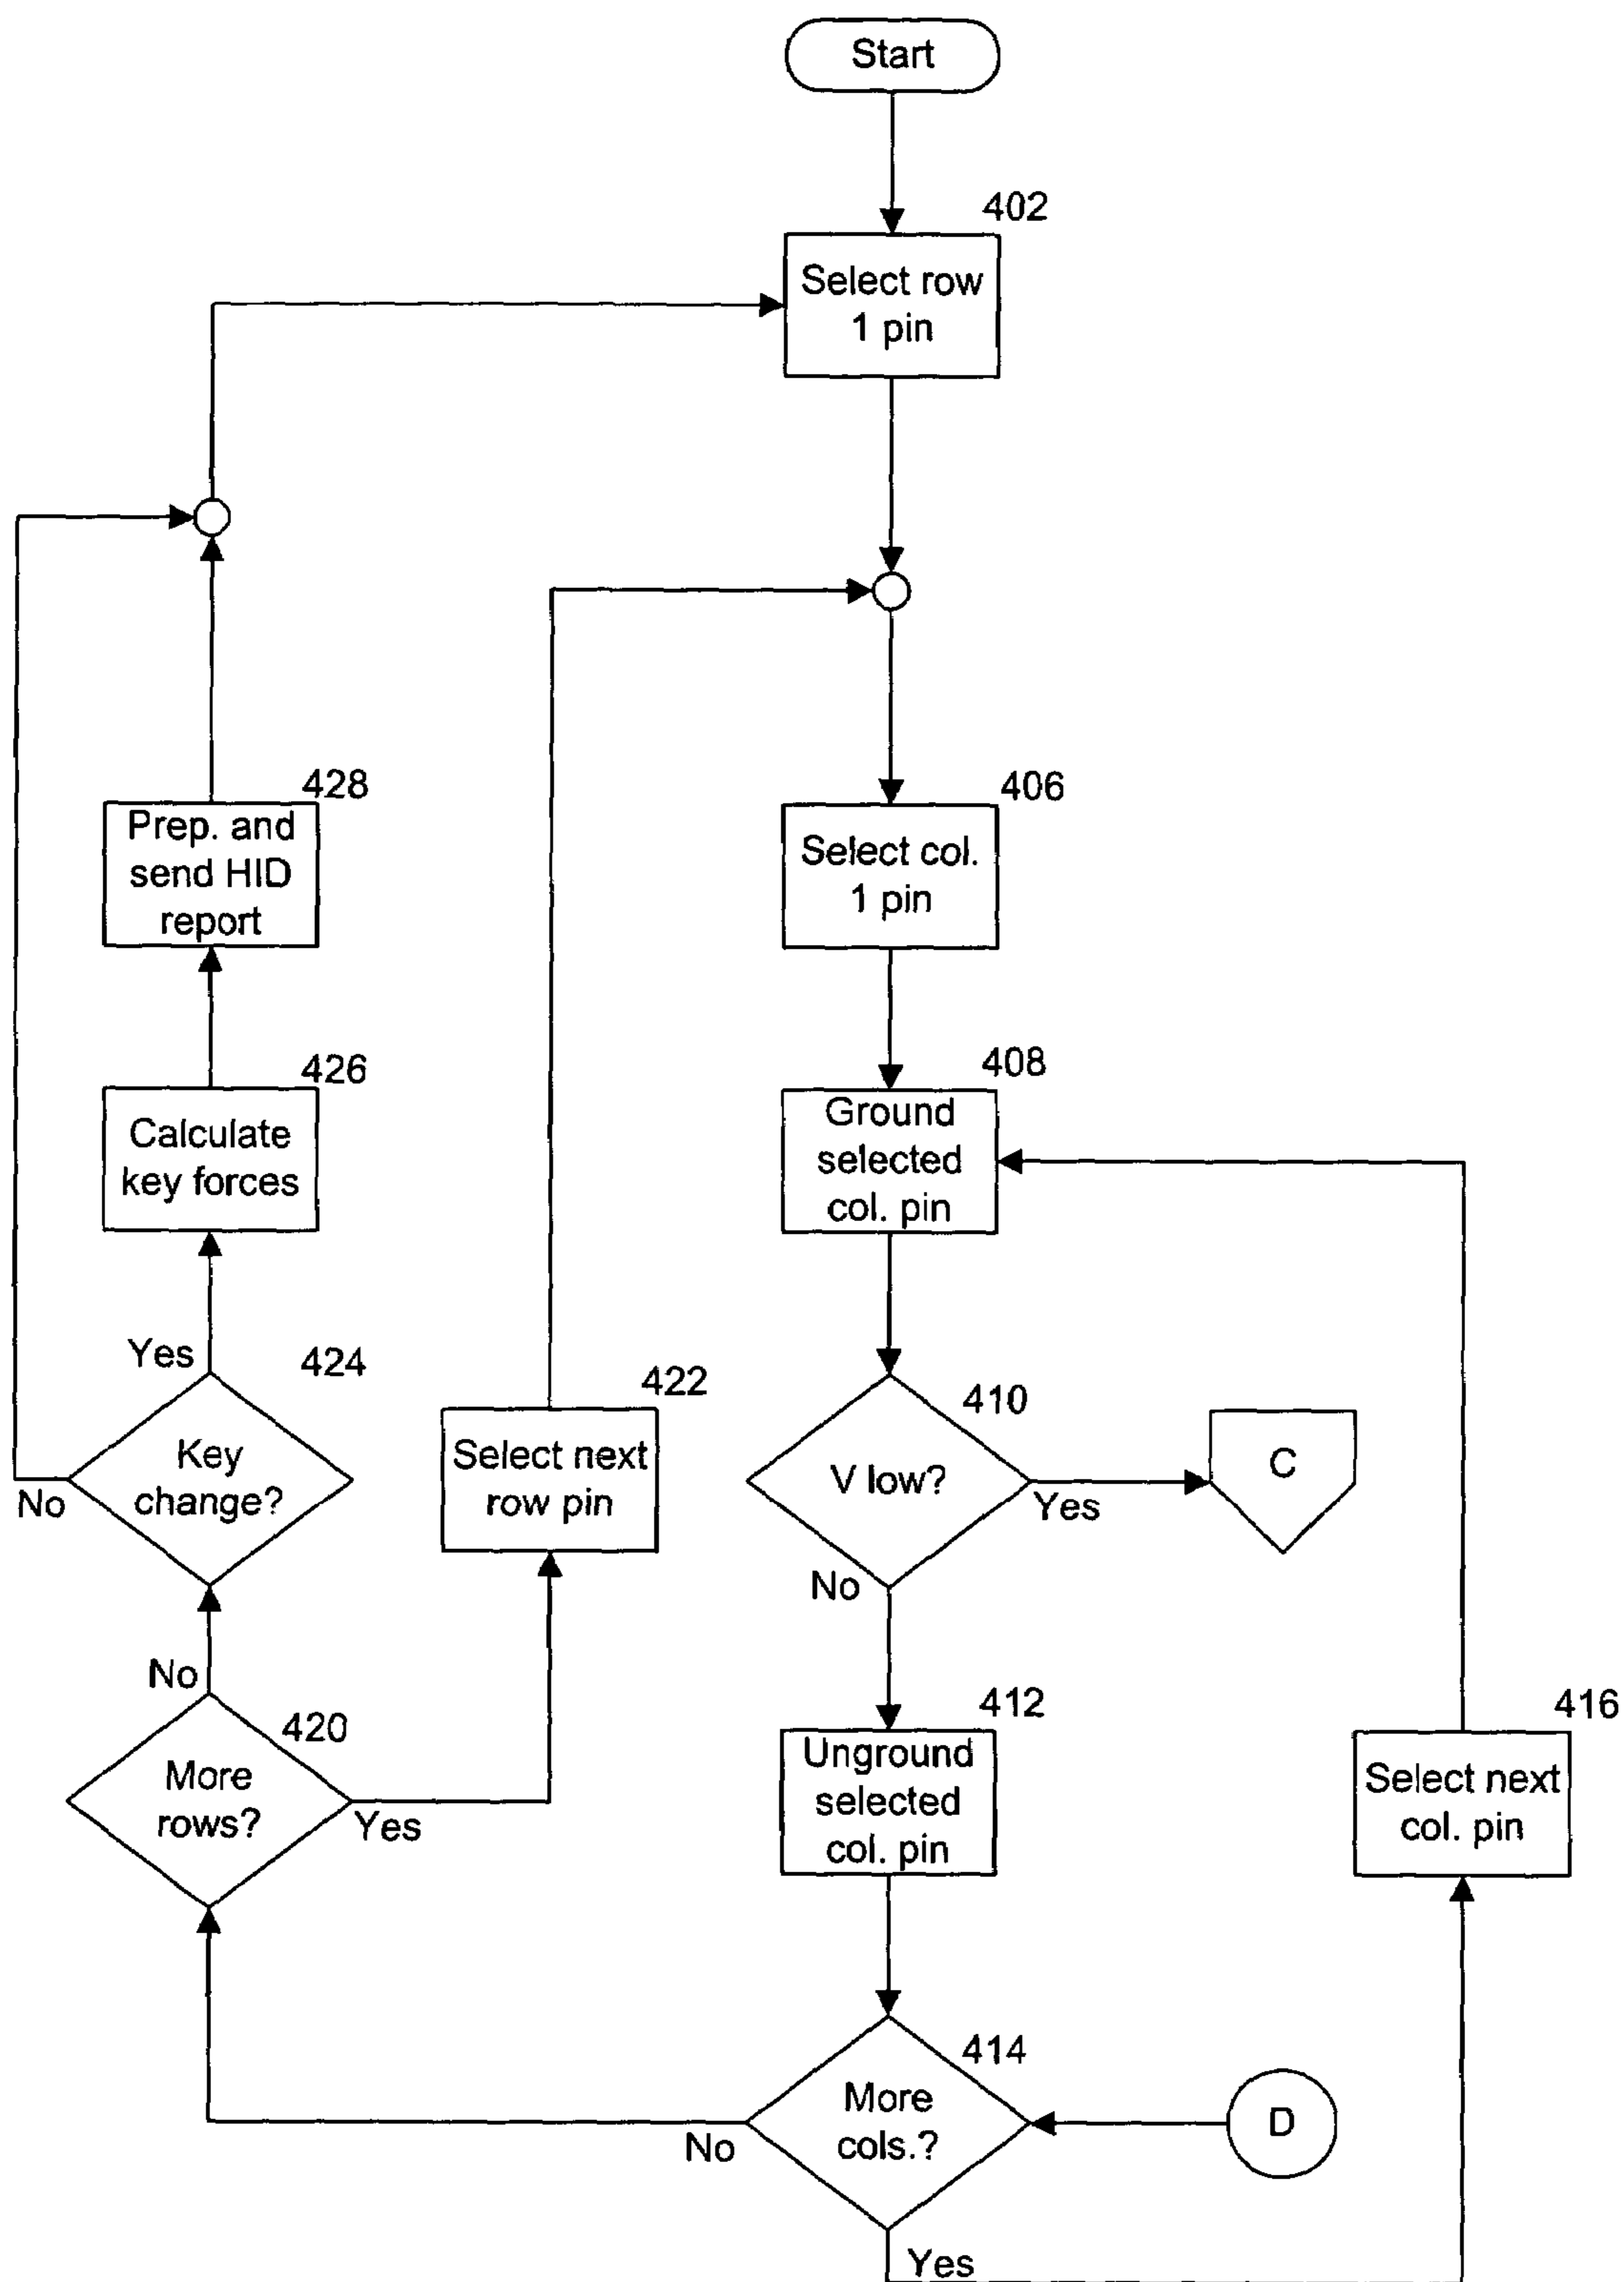 Start
402
Select row
1 pin
428
Prep. and
send HID
report
406
Select col.
1 pin
426
Calculate
key forces
408
Ground
selected
col. pin
Yes
424
Key
change?
No
422
Select next
row pin
410
V low?
Yes
No
C
No
420
More
rows?
Yes
412
Unground
selected
col. pin
416
Select next
col. pin
414
More
cols.?
No
Yes
D